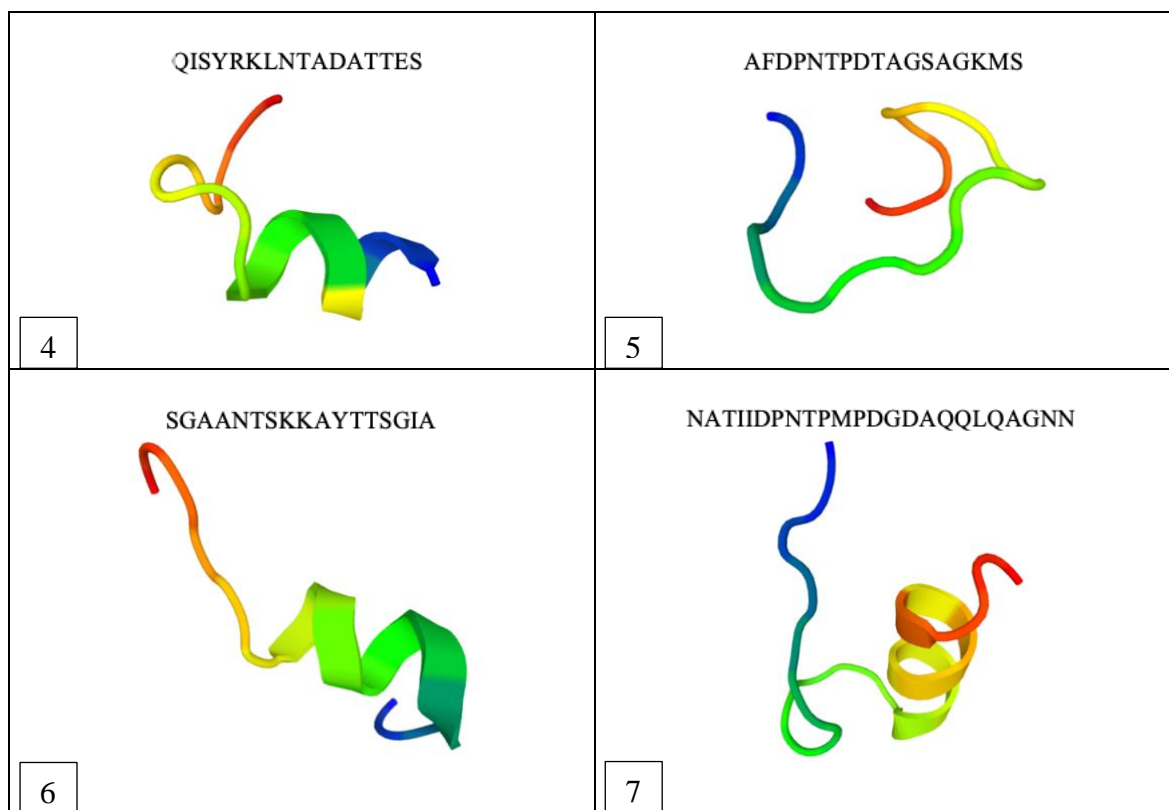 QISYRKLNTADATTES
4
AFDPNTPDTAGSAGKMS
5
SGAANTSKKAYTTSGIA
6
NATIIDPNTPMPDGDAQQLQAGNN
7